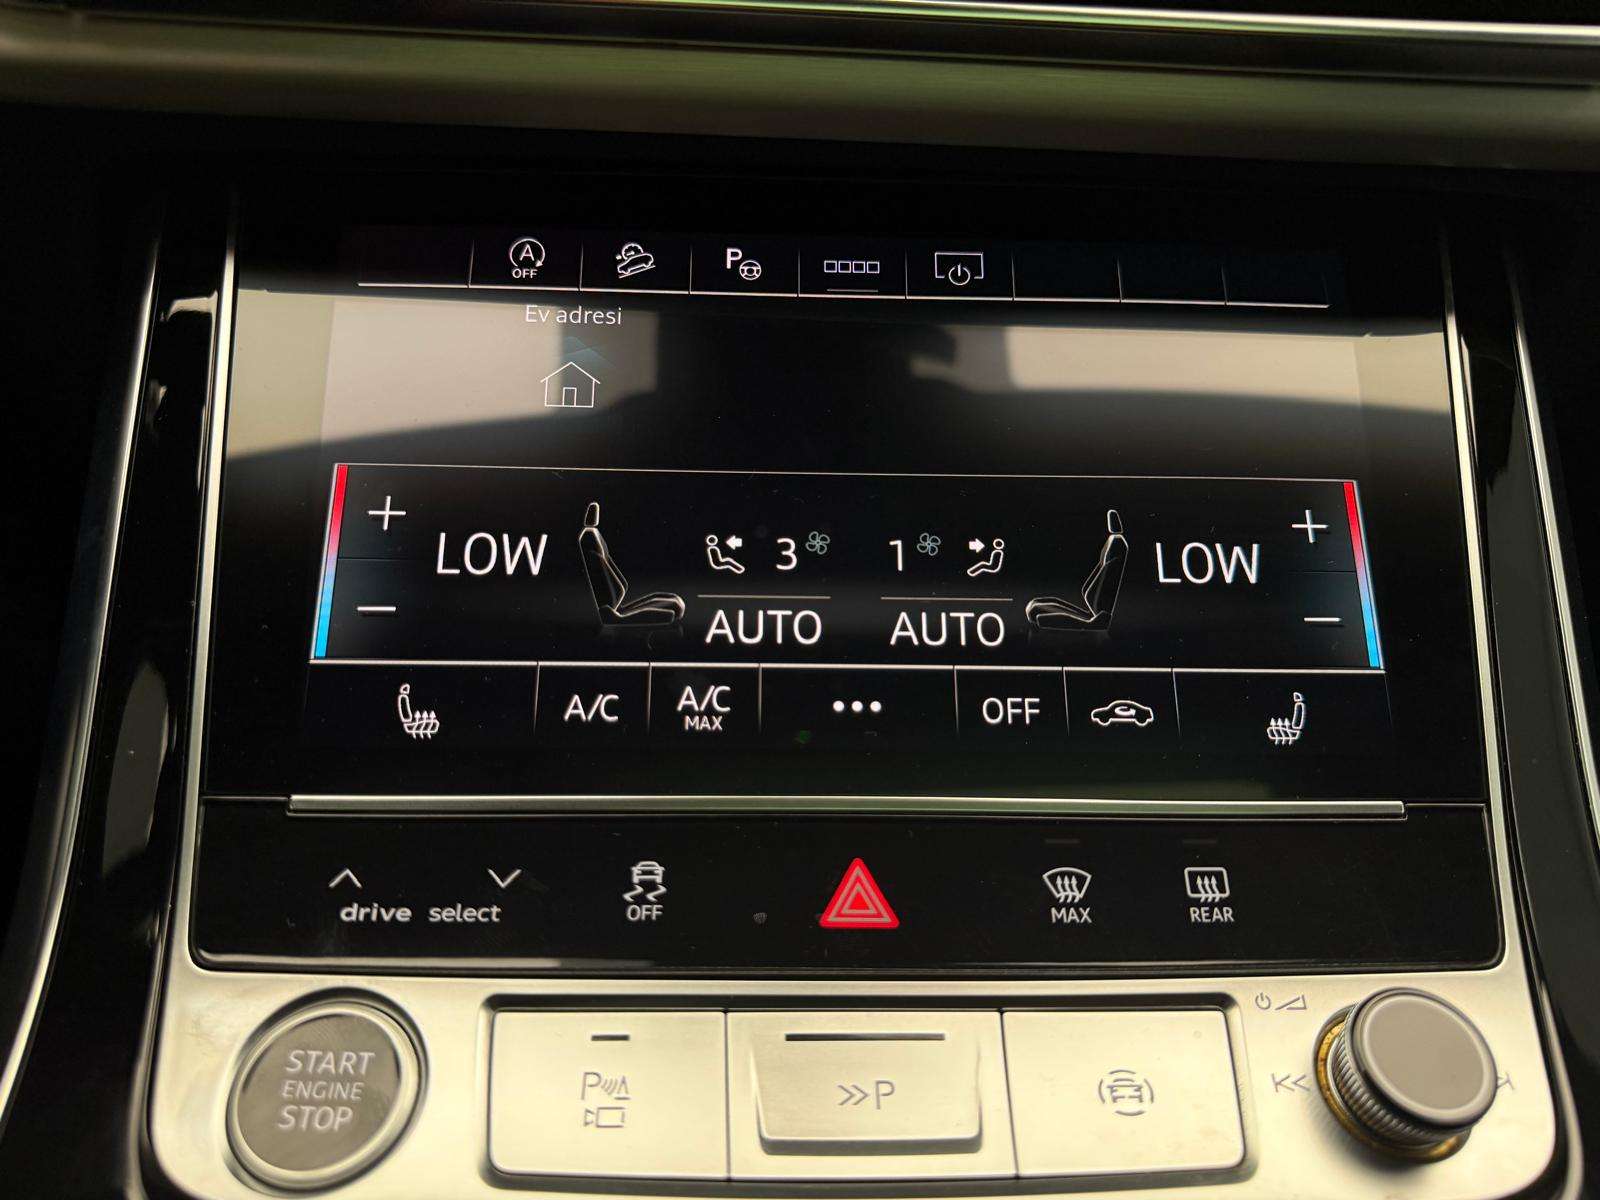 A
OFF
P
Ev adresi
+ LOW 3 1 LOW +
− AUTO AUTO −
A/C A/C MAX ••• OFF
drive select OFF MAX REAR
START
ENGINE
STOP
P
>>P